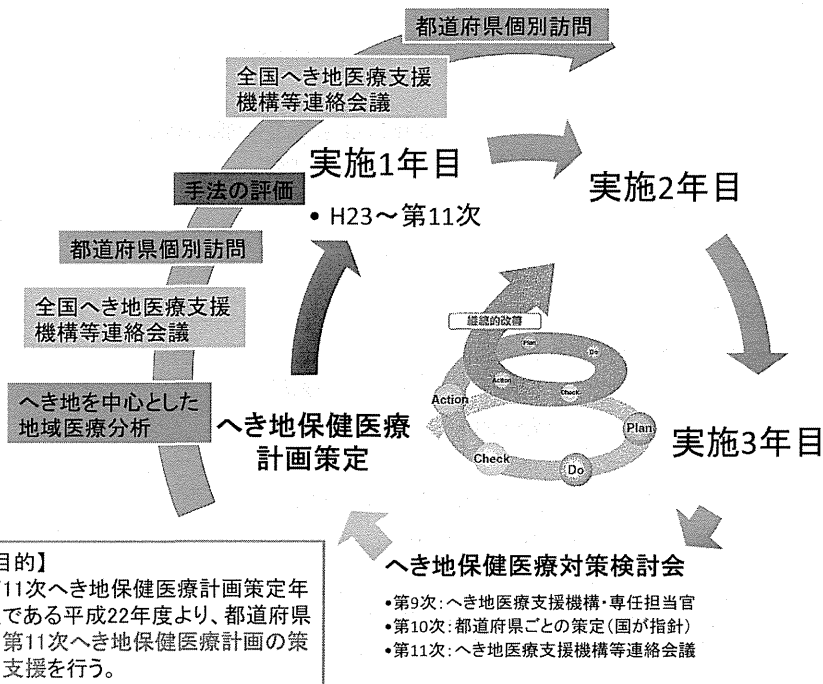 都道府県個別訪問
全国へき地医療支援
機構等連絡会議
手法の評価
実施1年目
• H23～第11次
実施2年目
都道府県個別訪問
全国へき地医療支援
機構等連絡会議
へき地を中心とした
地域医療分析
へき地保健医療
計画策定
継続的改善
Plan
Do
Action
Check
Action
Plan
Check
Do
実施3年目
目的】
11次へき地保健医療計画策定年
である平成22年度より、都道府県
第11次へき地保健医療計画の策
支援を行う。
へき地保健医療対策検討会
•第9次：へき地医療支援機構・専任担当官
•第10次：都道府県ごとの策定（国が指針）
•第11次：へき地医療支援機構等連絡会議